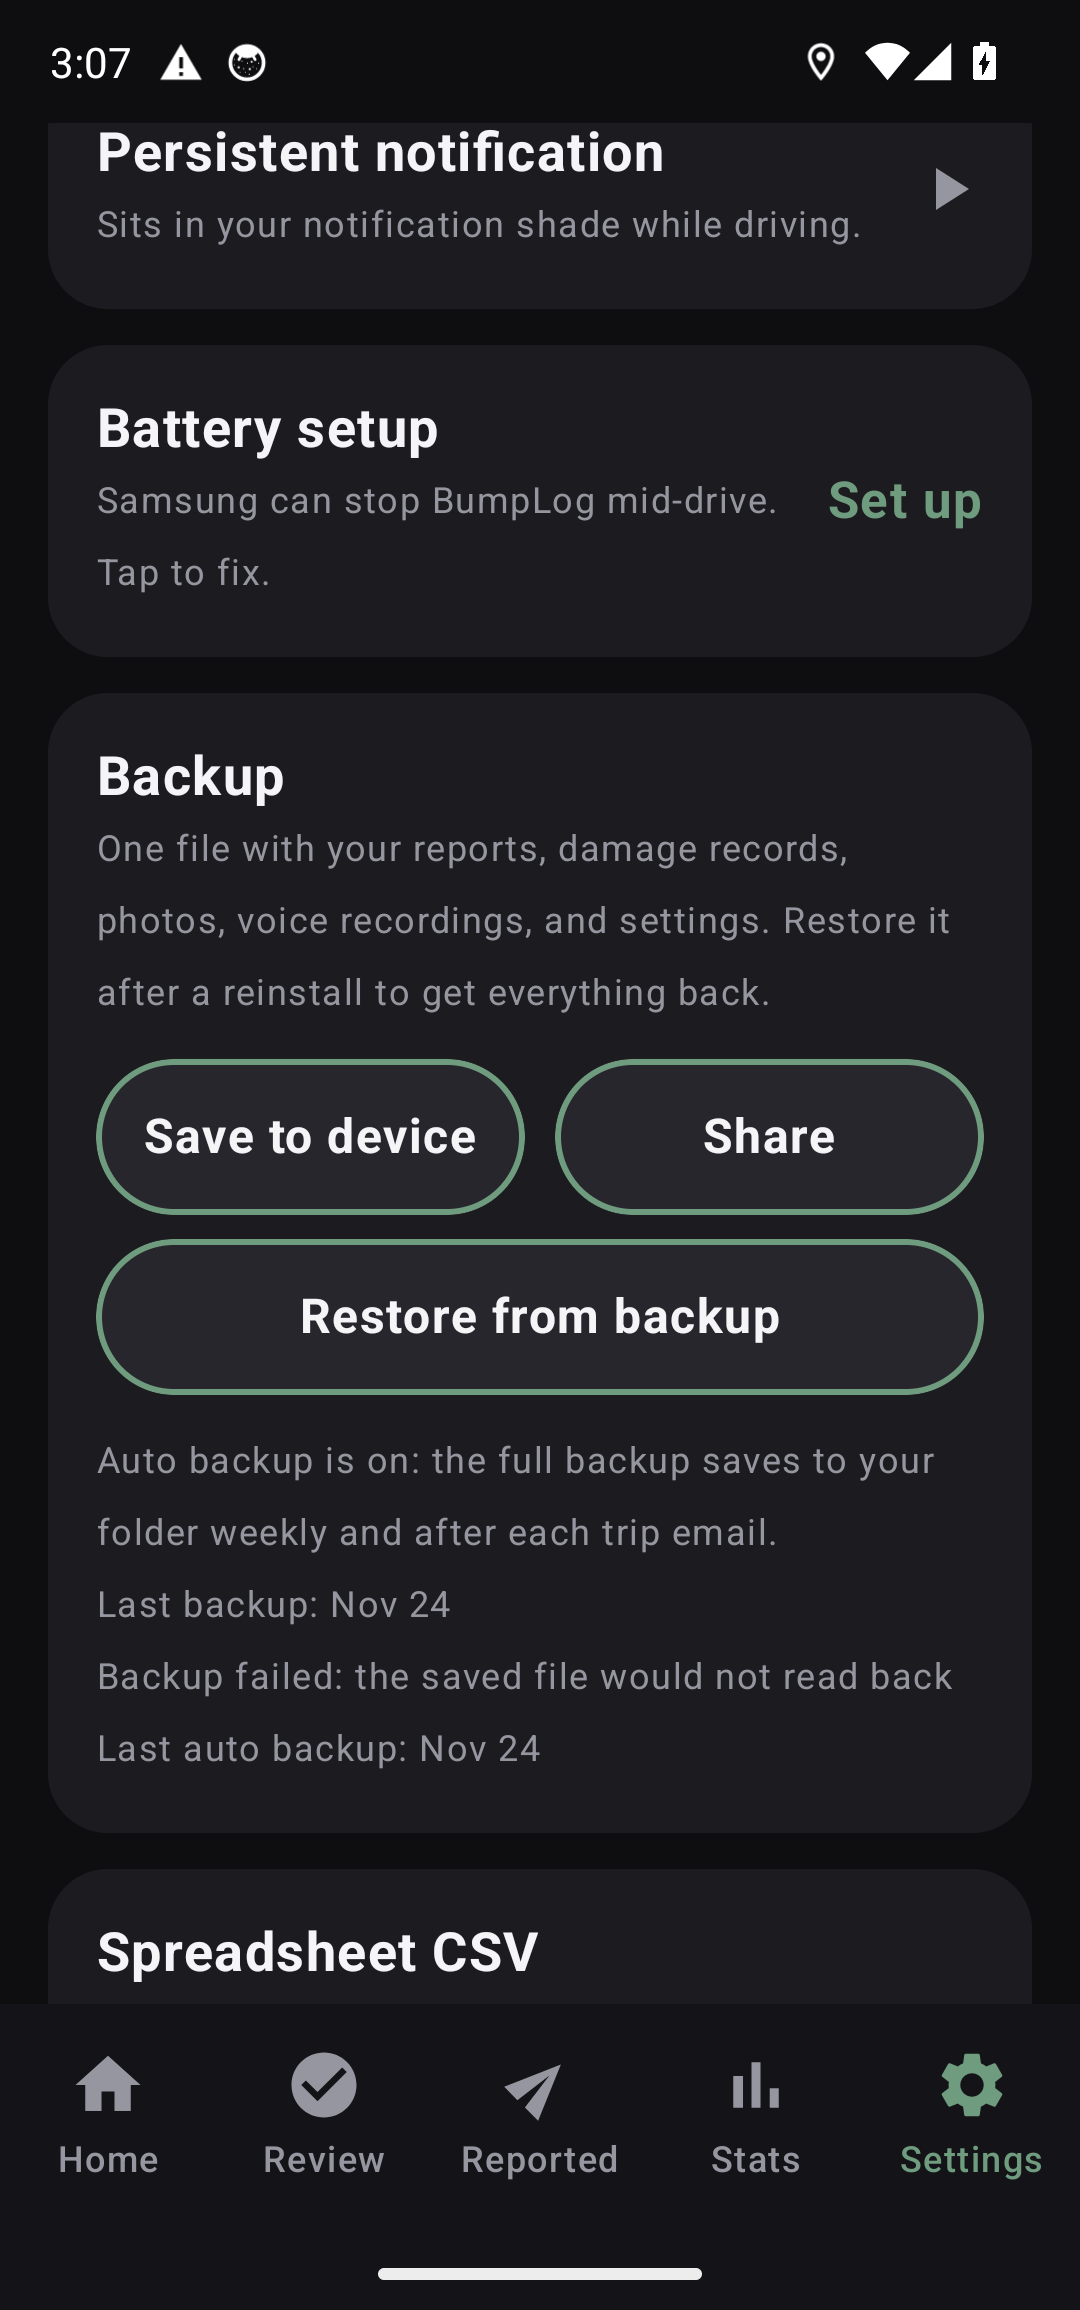 3:07
Persistent notification
Sits in your notification shade while driving.
Battery setup
Samsung can stop BumpLog mid-drive.
Tap to fix.
Set up
Backup
One file with your reports, damage records,
photos, voice recordings, and settings. Restore it
after a reinstall to get everything back.
Save to device
Share
Restore from backup
Auto backup is on: the full backup saves to your
folder weekly and after each trip email.
Last backup: Nov 24
Backup failed: the saved file would not read back
Last auto backup: Nov 24
Spreadsheet CSV
Home
Review
Reported
Stats
Settings